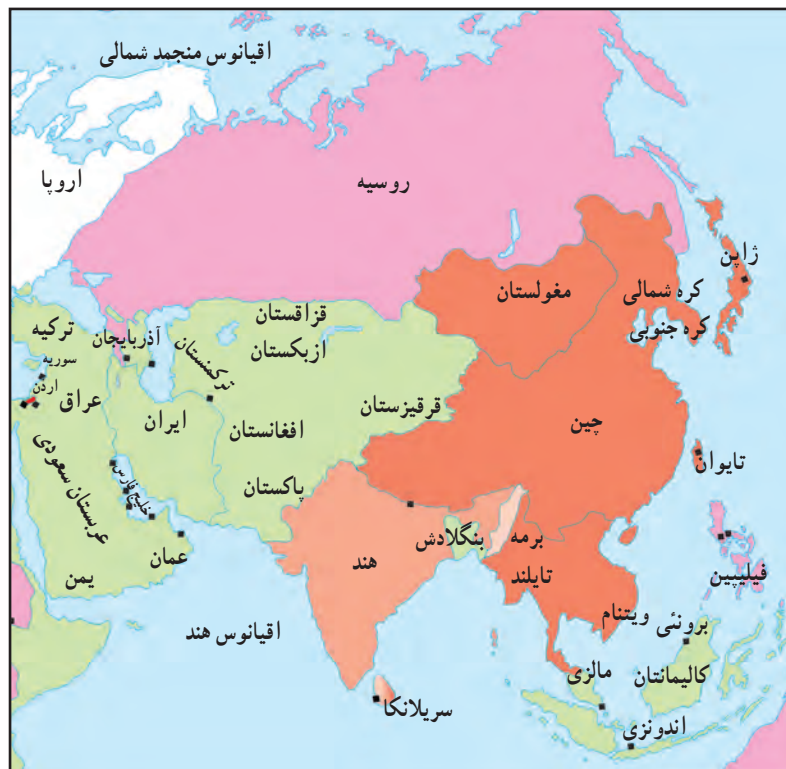 اقیانوس منجمد شمالی
اروپا
روسیه
ژاپن
مغولستان
کره شمالی
کره جنوبی
قزاقستان
ازبکستان
ترکمنستان
آذربایجان
ترکیه
سوریه
اردن
عراق
ایران
افغانستان
قرقیزستان
چین
تایوان
پاکستان
خلیج فارس
عربستان سعودی
عمان
یمن
هند
بنگلادش
برمه
تایلند
ویتنام
فیلیپین
اقیانوس هند
برونئی
مالزی
کالیمانتان
سریلانکا
اندونزی